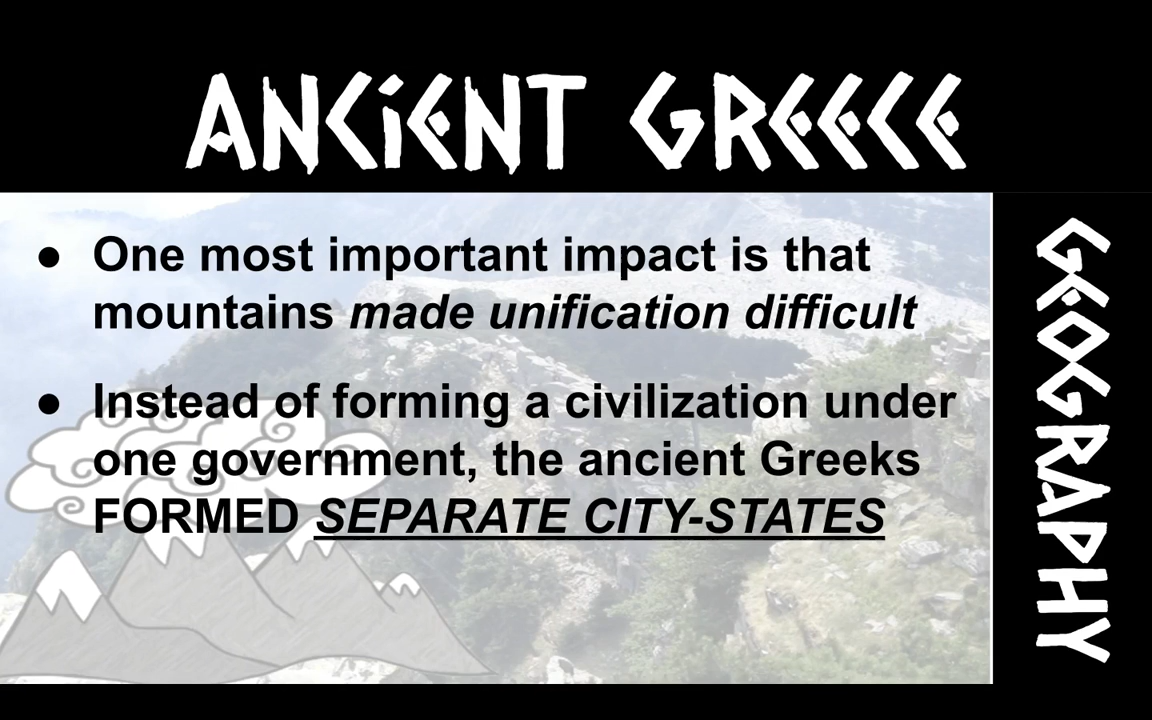 ANCiENT GREECE
● One most important impact is that
mountains made unification difficult
● Instead of forming a civilization under
one government, the ancient Greeks
FORMED SEPARATE CITY-STATES
GEOGRAPHY